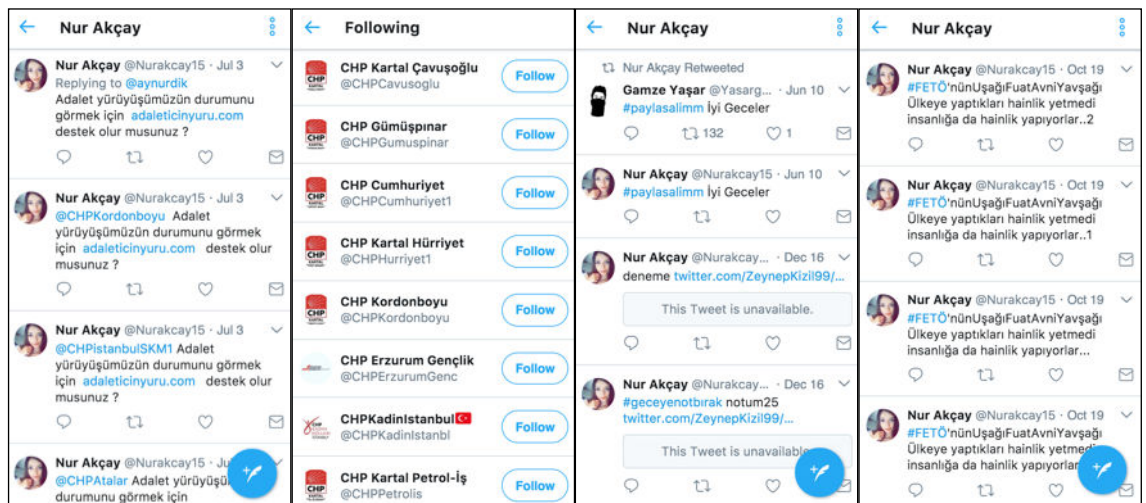 Nur Akçay
Nur Akçay @Nurakcay15 · Jul 3
Replying to @aynurdik
Adalet yürüyüşümüzün durumunu
görmek için adaleticinyuru.com
destek olur musunuz ?
Nur Akçay @Nurakcay15 · Jul 3
@CHPKordonboyu Adalet
yürüyüşümüzün durumunu görmek
için adaleticinyuru.com destek olur
musunuz ?
Nur Akçay @Nurakcay15 · Jul 3
@CHPistanbulSKM1 Adalet
yürüyüşümüzün durumunu görmek
için adaleticinyuru.com destek olur
musunuz ?
Nur Akçay @Nurakcay15
@CHPAtalar Adalet
durumunu görmek için
Following
CHP Kartal Çavuşoğlu
@CHPCavusoglu
Follow
CHP Gümüşpınar
@CHPGumuspinar
Follow
CHP Cumhuriyet
@CHPCumhuriyet1
Follow
CHP Kartal Hürriyet
@CHPHurriyet1
Follow
CHP Kordonboyu
@CHPKordonboyu
Follow
CHP Erzurum Gençlik
@CHPErzurumGenc
Follow
CHPKadinIstanbul
@CHPKadinIstanbl
Follow
CHP Kartal Petrol-İş
@CHPPetrolis
Follow
Nur Akçay
Nur Akçay Retweeted
Gamze Yaşar @Yasarg... · Jun 10
#paylasalimm İyi Geceler
132 1
Nur Akçay @Nurakcay15 · Jun 10
#paylasalimm İyi Geceler
Nur Akçay @Nurakcay... · Dec 16
deneme twitter.com/ZeynepKizil99/...
This Tweet is unavailable.
Nur Akçay @Nurakcay... · Dec 16
#geceyenotbırak notum25
twitter.com/ZeynepKizil99/...
This Tweet is
Nur Akçay
Nur Akçay @Nurakcay15 · Oct 19
#FETÖ'nünUşağıFuatAvniYavşağı
Ülkeye yaptıkları hainlik yetmedi
insanlığa da hainlik yapıyorlar..2
Nur Akçay @Nurakcay15 · Oct 19
#FETÖ'nünUşağıFuatAvniYavşağı
Ülkeye yaptıkları hainlik yetmedi
insanlığa da hainlik yapıyorlar..1
Nur Akçay @Nurakcay15 · Oct 19
#FETÖ'nünUşağıFuatAvniYavşağı
Ülkeye yaptıkları hainlik yetmedi
insanlığa da hainlik yapıyorlar...
Nur Akçay @Nurakcay15 · Oct 19
#FETÖ'nünUşağıFuatAvniYavşağı
Ülkeye yaptıkları hainlik
insanlığa da hainlik